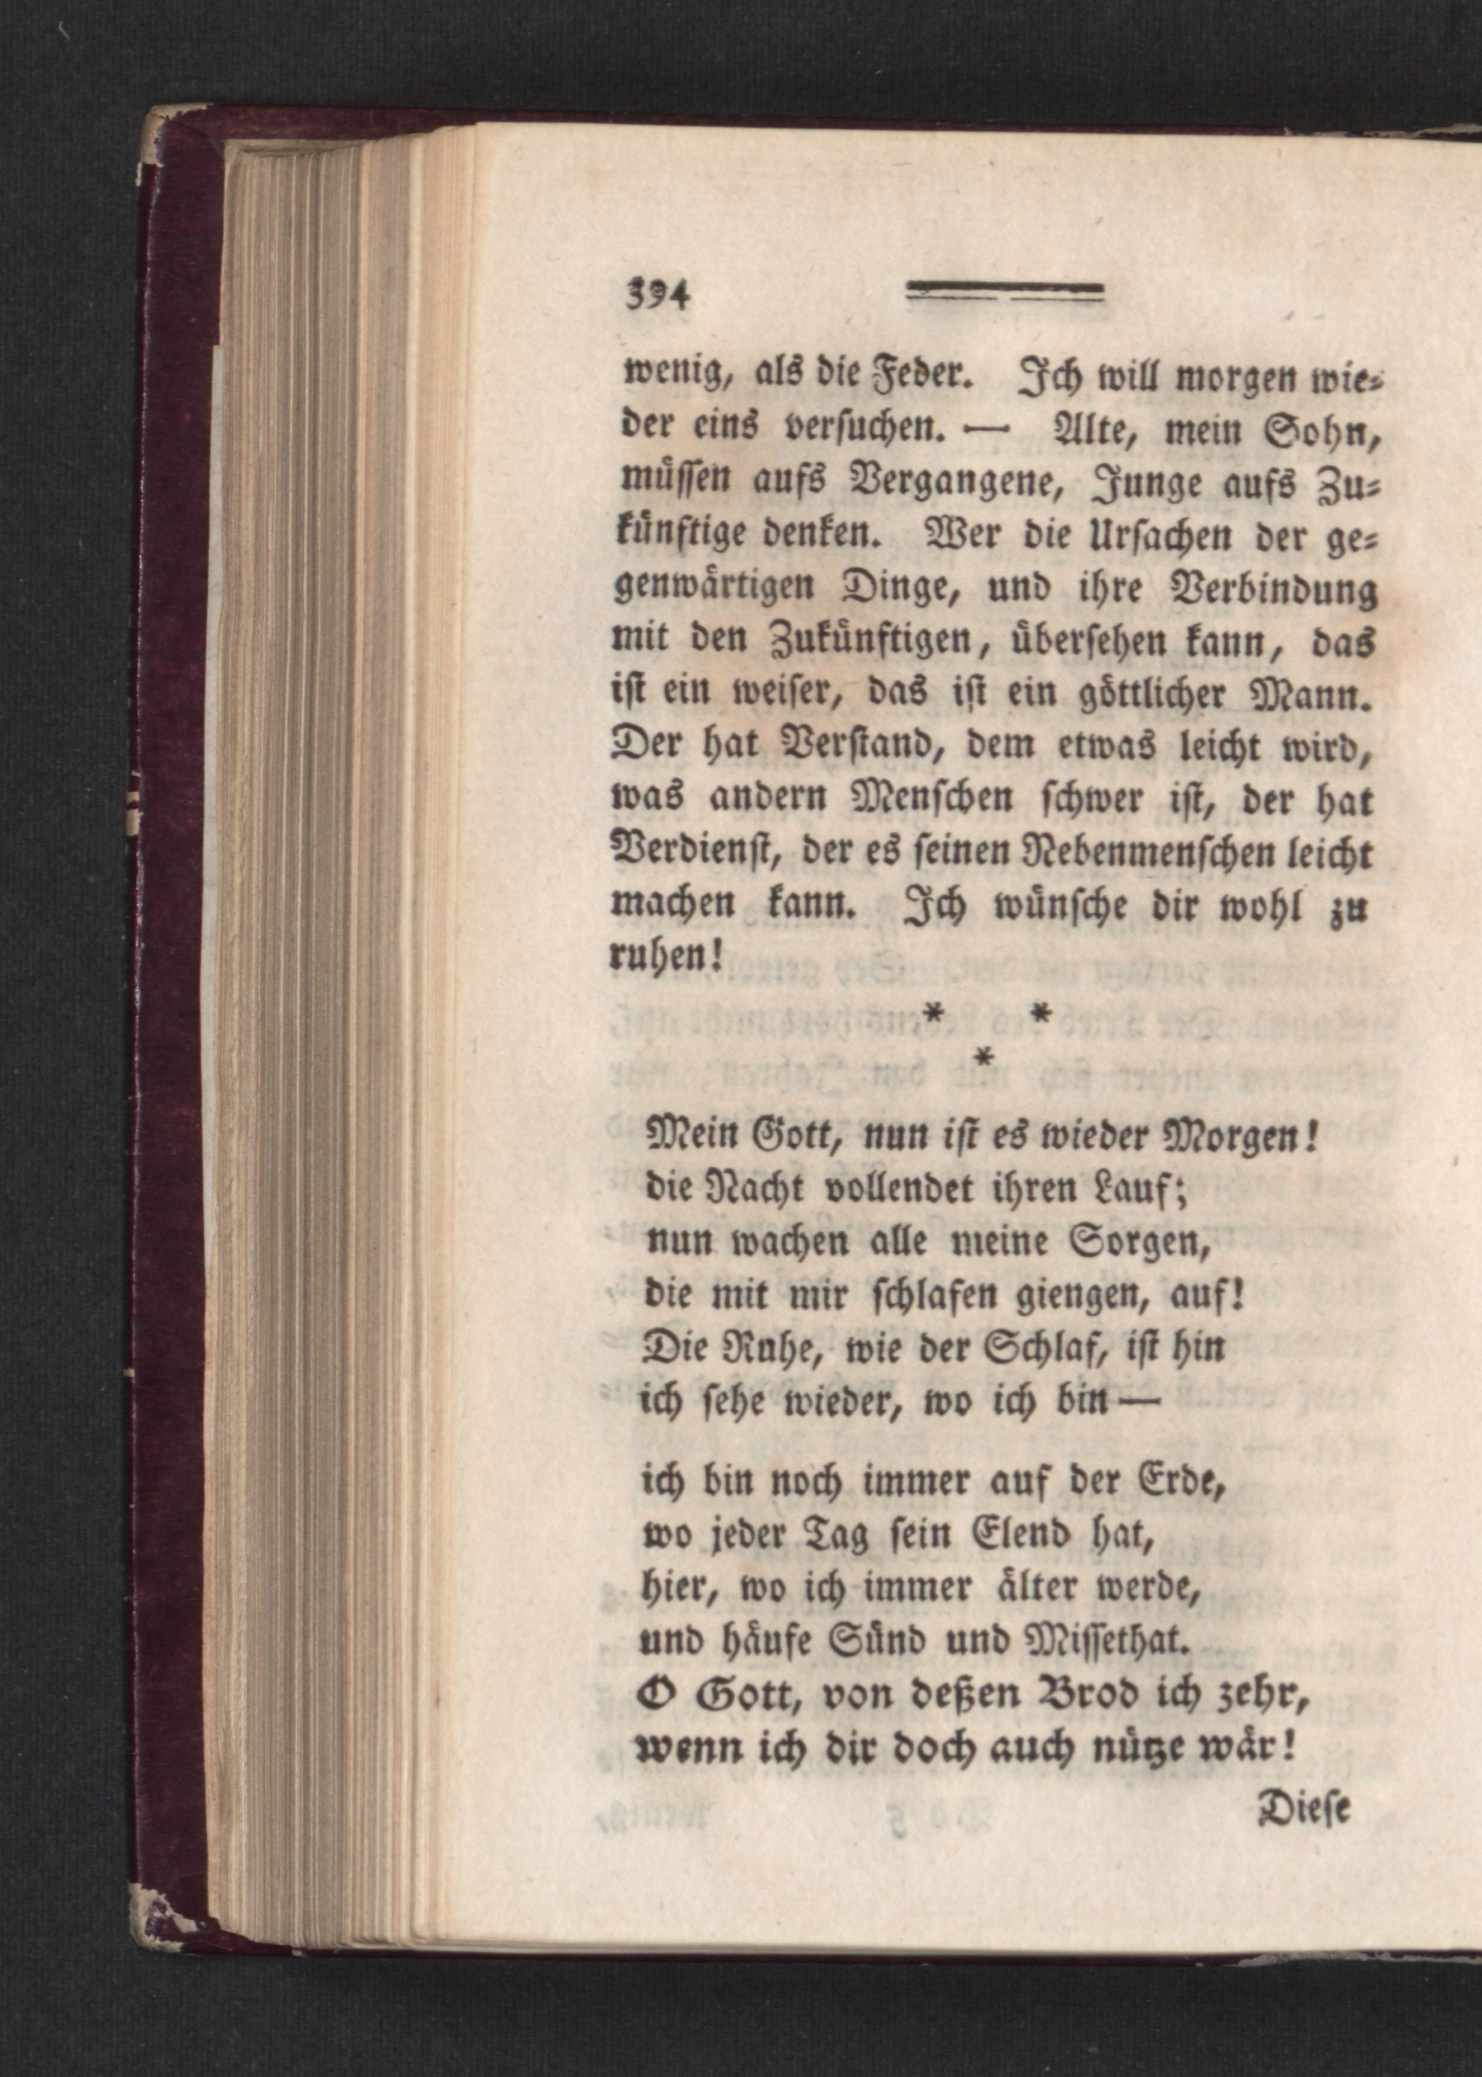 394
wenig, als die Feder. Ich will morgen wie⸗
der eins verſuchen. — Alte, mein Sohn,
müſſen aufs Vergangene, Junge aufs Zu⸗
künftige denken. Wer die Urſachen der ge⸗
genwärtigen Dinge, und ihre Verbindung
mit den Zukünftigen, überſehen kann, das
iſt ein weiſer, das iſt ein göttlicher Mann.
Der hat Verſtand, dem etwas leicht wird,
was andern Menſchen ſchwer iſt, der hat
Verdienſt, der es ſeinen Nebenmenſchen leicht
machen kann. Ich wünſche dir wohl zu
ruhen!
* *
*
Mein Gott, nun iſt es wieder Morgen!
die Nacht vollendet ihren Lauf;
nun wachen alle meine Sorgen,
die mit mir ſchlafen giengen, auf!
Die Ruhe, wie der Schlaf, iſt hin
ich ſehe wieder, wo ich bin —
ich bin noch immer auf der Erde,
wo jeder Tag ſein Elend hat,
hier, wo ich immer älter werde,
und häufe Sünd und Miſſethat.
O Gott, von deßen Brod ich zehr,
wenn ich dir doch auch nütze wär!
Dieſe